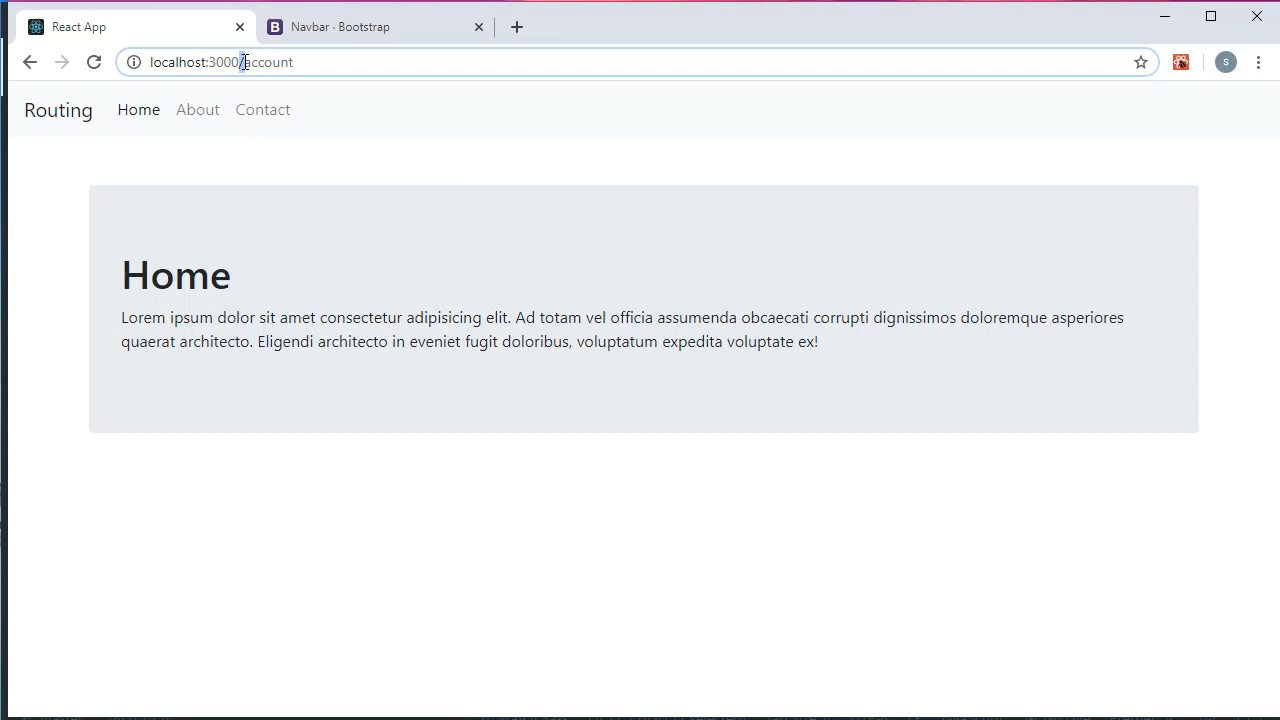 React App
Navbar · Bootstrap
localhost:3000/account
S
Routing Home About Contact
Home
Lorem ipsum dolor sit amet consectetur adipisicing elit. Ad totam vel officia assumenda obcaecati corrupti dignissimos doloremque asperiores
quaerat architecto. Eligendi architecto in eveniet fugit doloribus, voluptatum expedita voluptate ex!